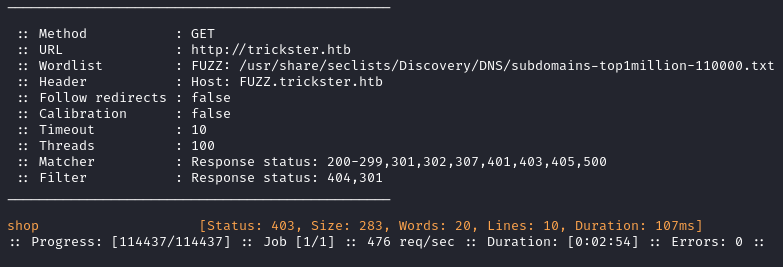 ________________________________________________
:: Method           : GET
:: URL              : http://trickster.htb
:: Wordlist         : FUZZ: /usr/share/seclists/Discovery/DNS/subdomains-top1million-110000.txt
:: Header           : Host: FUZZ.trickster.htb
:: Follow redirects : false
:: Calibration      : false
:: Timeout          : 10
:: Threads          : 100
:: Matcher          : Response status: 200-299,301,302,307,401,403,405,500
:: Filter           : Response status: 404,301
________________________________________________
shop                    [Status: 403, Size: 283, Words: 20, Lines: 10, Duration: 107ms]
:: Progress: [114437/114437] :: Job [1/1] :: 476 req/sec :: Duration: [0:02:54] :: Errors: 0 ::